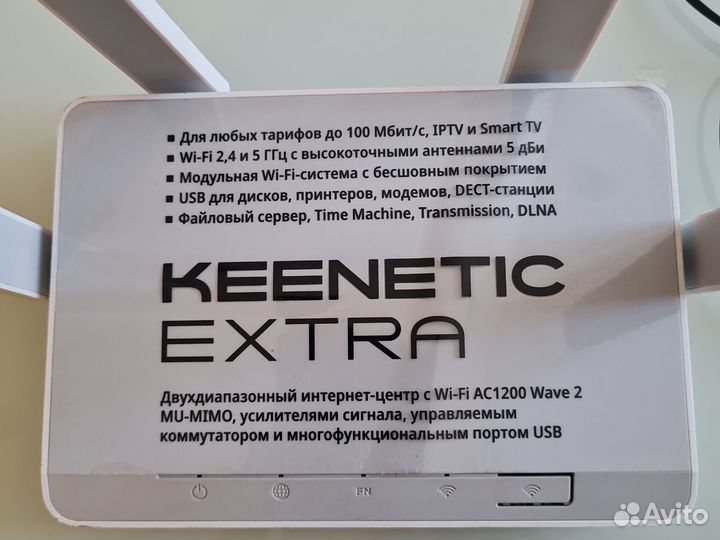 ▪ Для любых тарифов до 100 Мбит/с, IPTV и Smart TV
▪ Wi-Fi 2,4 и 5 ГГц с высокоточными антеннами 5 дБи
▪ Модульная Wi-Fi-система с бесшовным покрытием
▪ USB для дисков, принтеров, модемов, DECT-станции
▪ Файловый сервер, Time Machine, Transmission, DLNA
KEENETIC
EXTRA
Двухдиапазонный интернет-центр с Wi-Fi AC1200 Wave 2
MU-MIMO, усилителями сигнала, управляемым
коммутатором и многофункциональным портом USB
FN
Avito